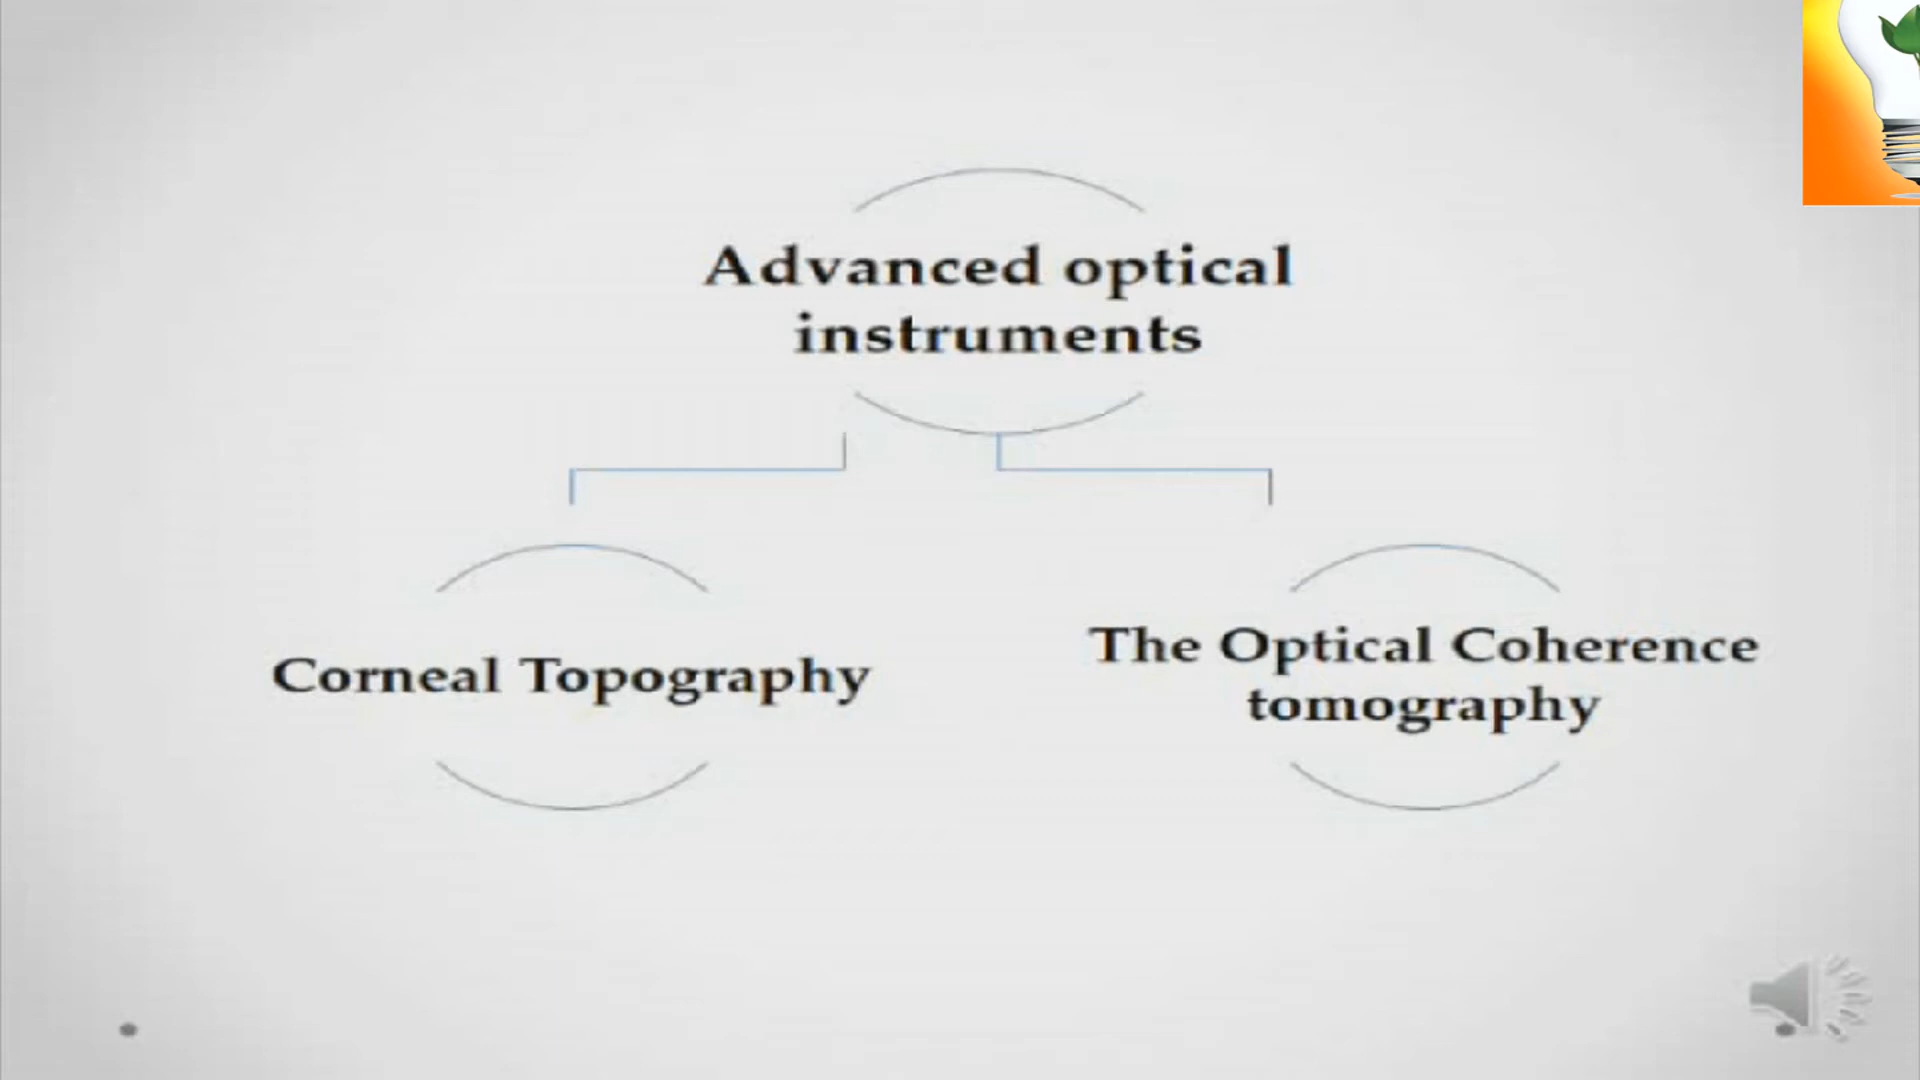 Advanced optical
instruments
Corneal Topography
The Optical Coherence
tomography